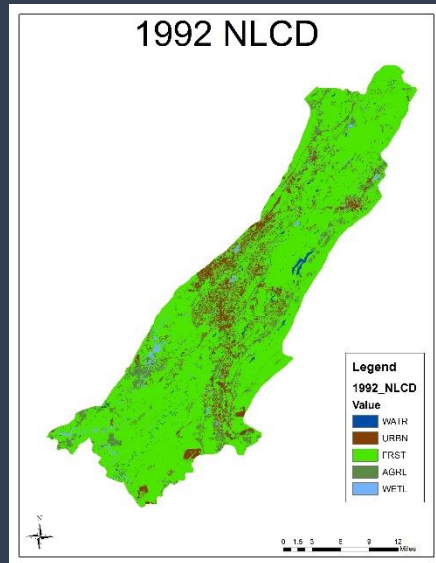 1992 NLCD
Legend
1992_NLCD
Value
WATR
URBN
FRST
AGRL
WETL
N
0 1.5 3 6 9 12
Miles